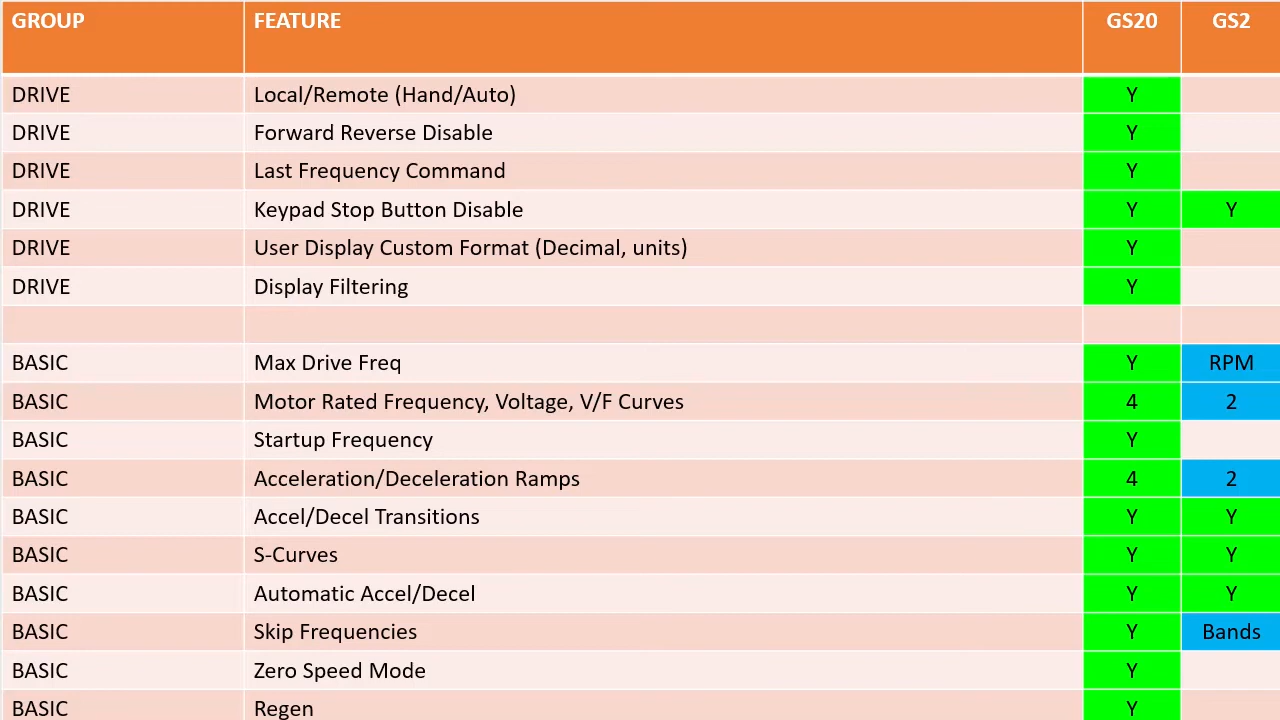 GROUP FEATURE GS20 GS2
DRIVE Local/Remote (Hand/Auto) Y
DRIVE Forward Reverse Disable Y
DRIVE Last Frequency Command Y
DRIVE Keypad Stop Button Disable Y Y
DRIVE User Display Custom Format (Decimal, units) Y
DRIVE Display Filtering Y
BASIC Max Drive Freq Y RPM
BASIC Motor Rated Frequency, Voltage, V/F Curves 4 2
BASIC Startup Frequency Y
BASIC Acceleration/Deceleration Ramps 4 2
BASIC Accel/Decel Transitions Y Y
BASIC S-Curves Y Y
BASIC Automatic Accel/Decel Y Y
BASIC Skip Frequencies Y Bands
BASIC Zero Speed Mode Y
BASIC Regen Y